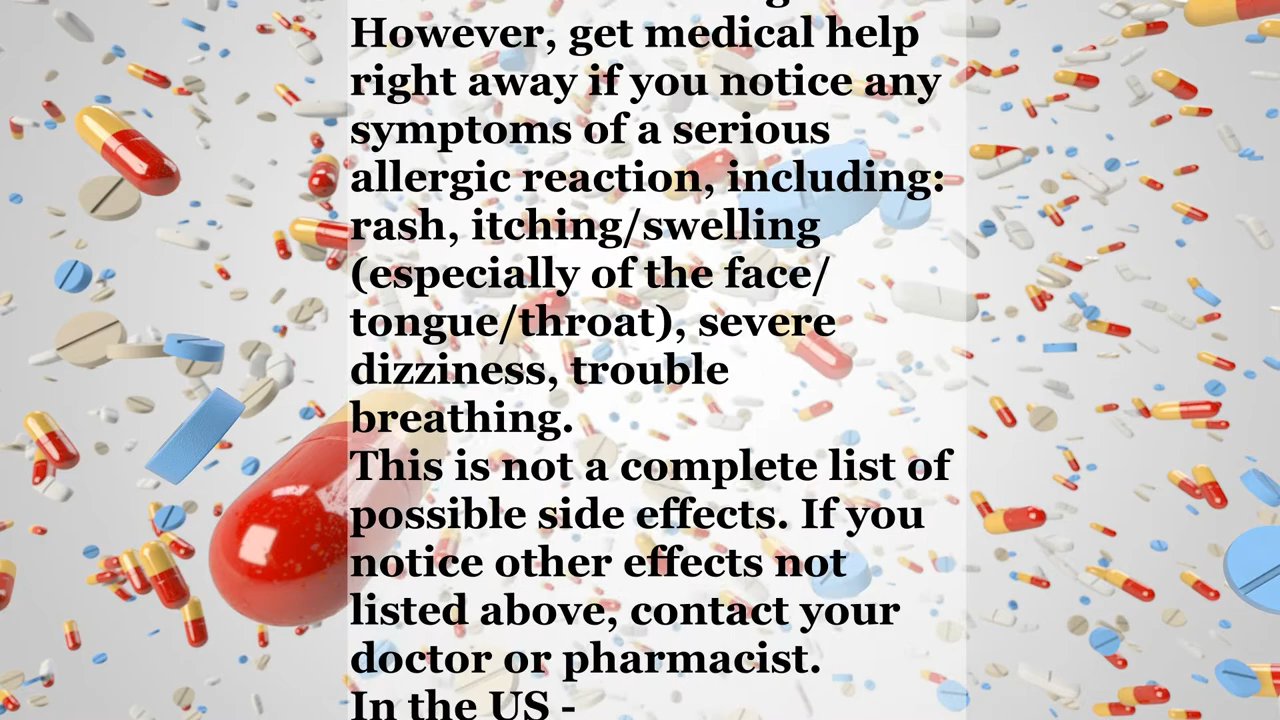 However, get medical help
right away if you notice any
symptoms of a serious
allergic reaction, including:
rash, itching/swelling
(especially of the face/
tongue/throat), severe
dizziness, trouble
breathing.
This is not a complete list of
possible side effects. If you
notice other effects not
listed above, contact your
doctor or pharmacist.
In the US -